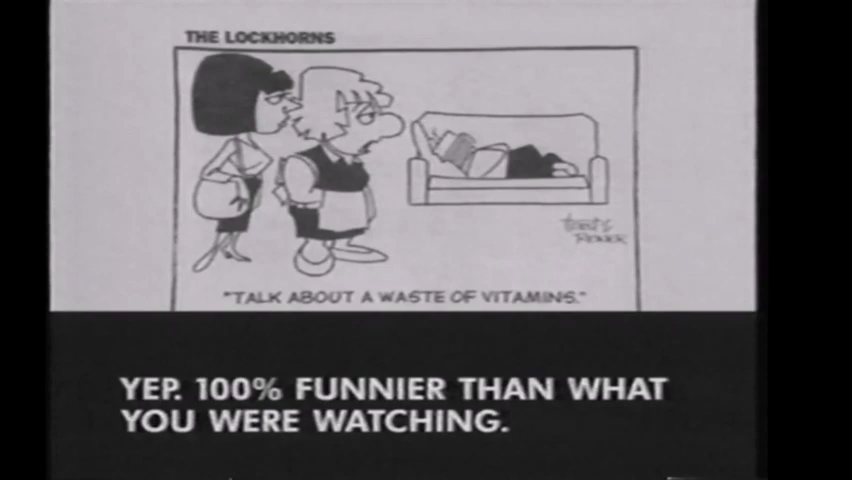 THE LOCKHORNS
"TALK ABOUT A WASTE OF VITAMINS."
YEP. 100% FUNNIER THAN WHAT
YOU WERE WATCHING.